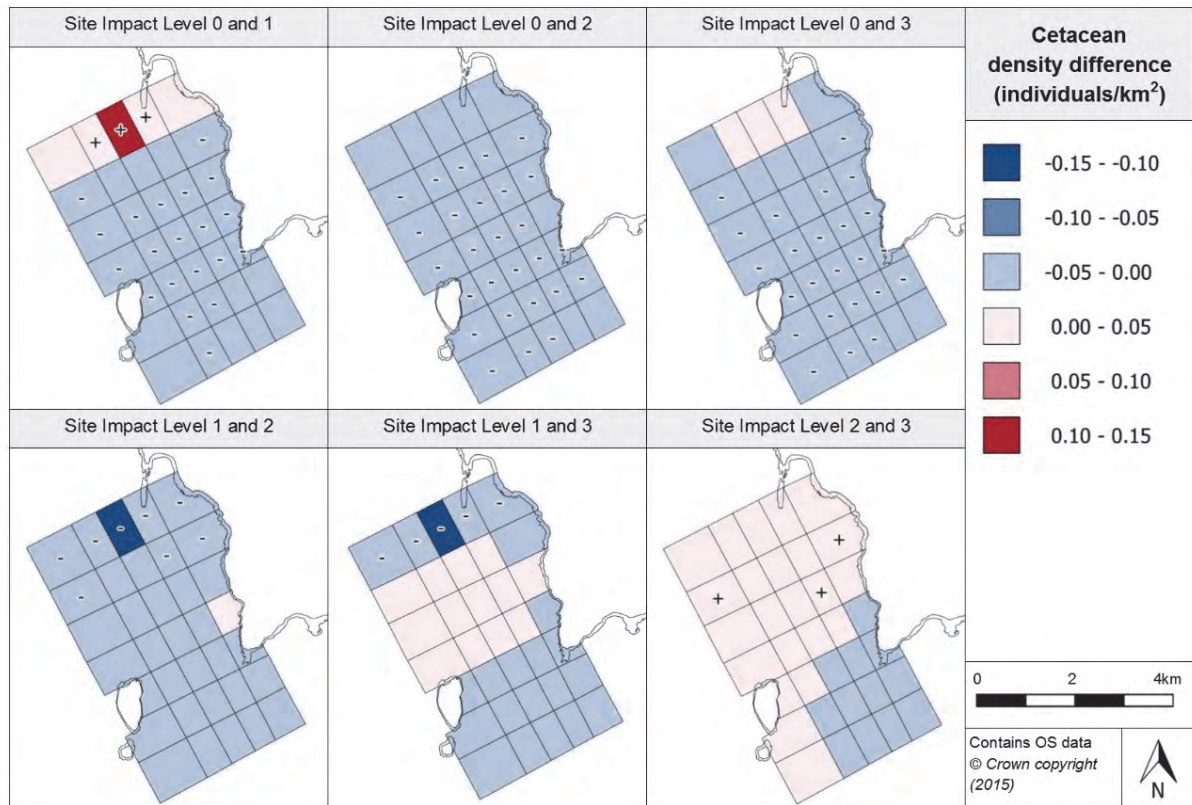 Site Impact Level 0 and 1
Site Impact Level 0 and 2
Site Impact Level 0 and 3
Cetacean
density difference
(individuals/km²)
-0.15 - -0.10
-0.10 - -0.05
-0.05 - 0.00
0.00 - 0.05
0.05 - 0.10
0.10 - 0.15
Site Impact Level 1 and 2
Site Impact Level 1 and 3
Site Impact Level 2 and 3
0 2 4km
Contains OS data
© Crown copyright
(2015)
N